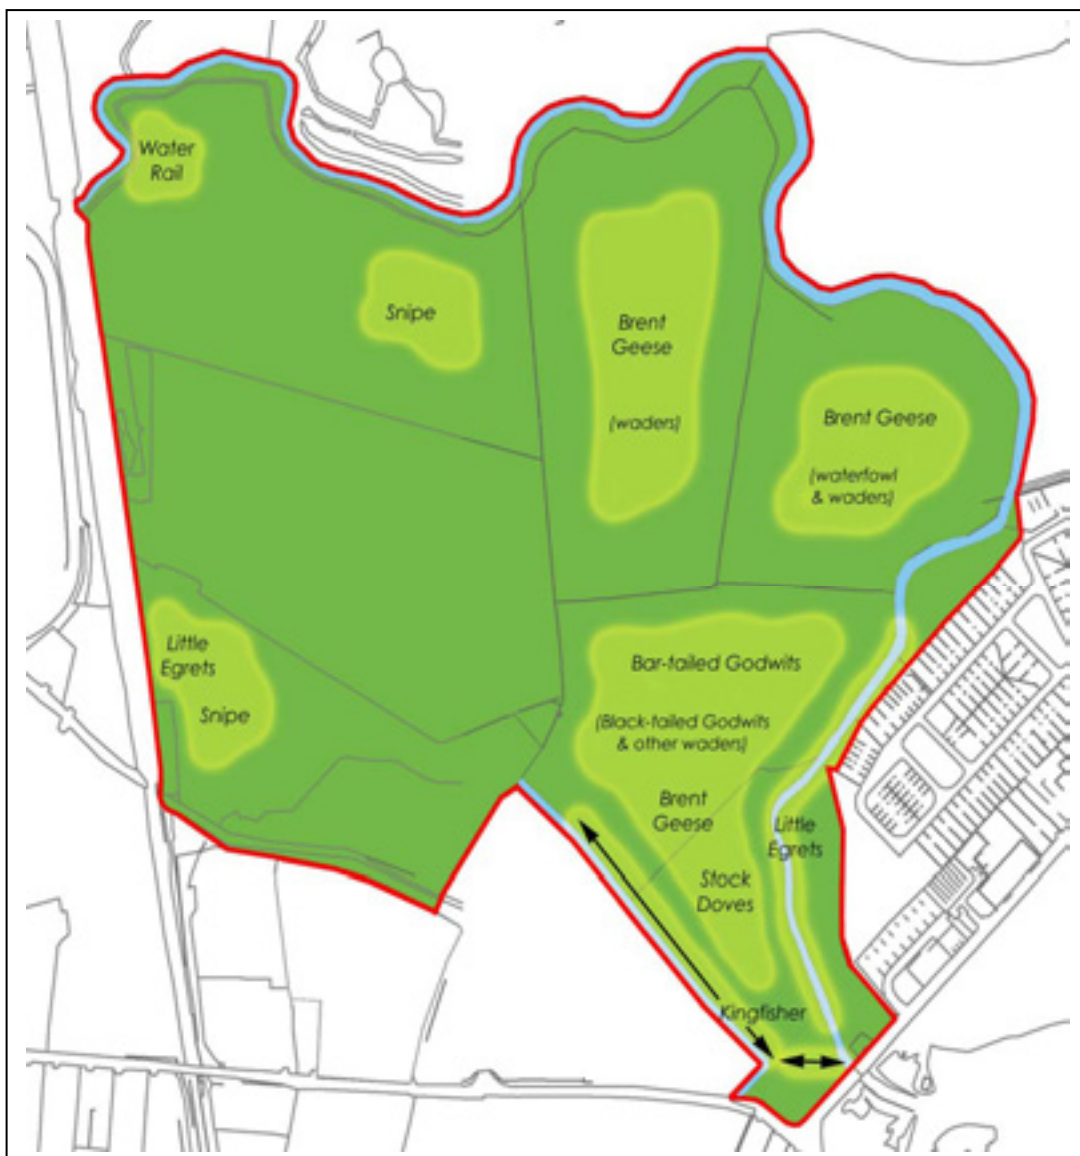 Water
Rail
Snipe
Brent
Geese
(waders)
Brent Geese
(waterfowl
& waders)
Little
Egrets
Snipe
Bar-tailed Godwits
(Black-tailed Godwits
& other waders)
Brent
Geese
Little
Egrets
Stock
Doves
Kingfisher